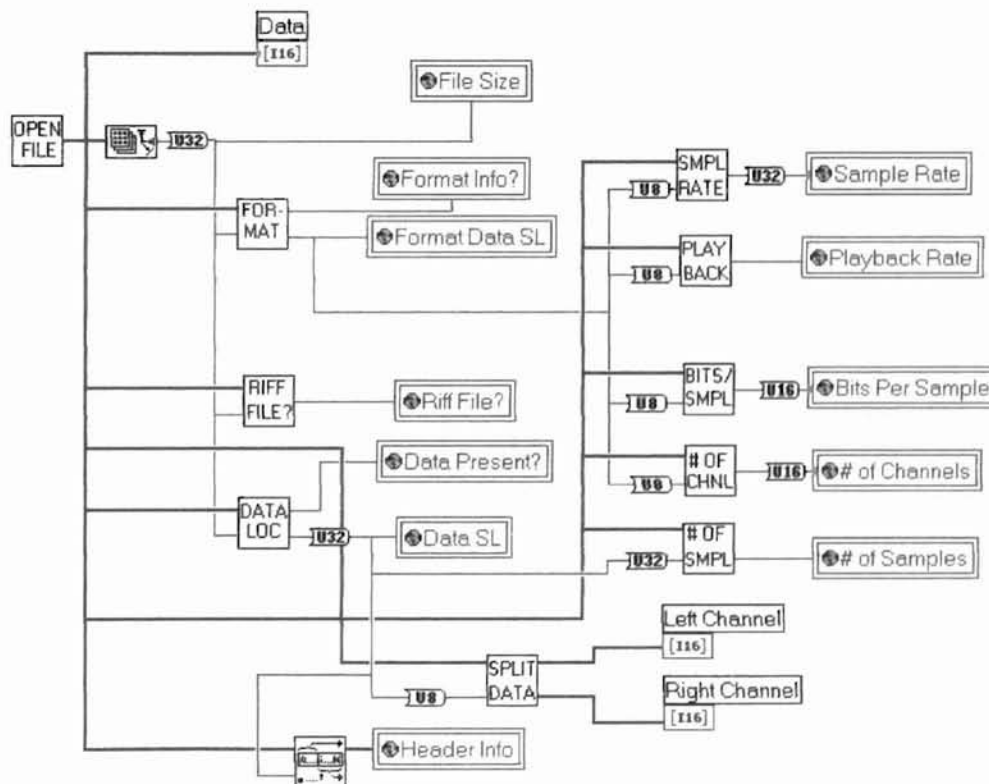 Data
[I16]
File Size
OPEN
FILE
U32
SMPL
RATE
U8
U32
Sample Rate
Format Info?
FOR-
MAT
Format Data SL
PLAY
BACK
U8
Playback Rate
BITS/
SMPL
U8
U16
Bits Per Sample
RIFF
FILE?
Riff File?
# OF
CHNL
U8
U16
# of Channels
Data Present?
DATA
LOC
U32
Data SL
# OF
SMPL
U32
# of Samples
Left Channel
[I16]
SPLIT
DATA
U8
Right Channel
[I16]
Header Info